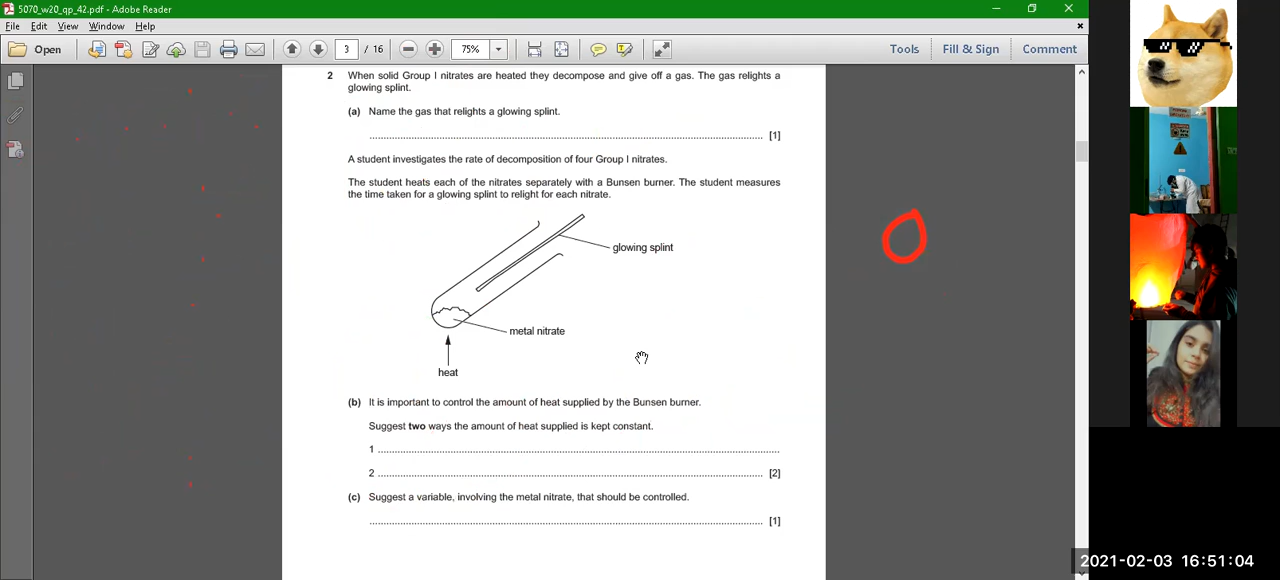 5070_w20_qp_42.pdf - Adobe Reader
File Edit View Window Help
Open 3 / 16 75% Tools Fill & Sign Comment
2 When solid Group I nitrates are heated they decompose and give off a gas. The gas relights a
glowing splint.
(a) Name the gas that relights a glowing splint.
[1]
A student investigates the rate of decomposition of four Group I nitrates.
The student heats each of the nitrates separately with a Bunsen burner. The student measures
the time taken for a glowing splint to relight for each nitrate.
glowing splint
metal nitrate
heat
(b) It is important to control the amount of heat supplied by the Bunsen burner.
Suggest two ways the amount of heat supplied is kept constant.
1
2 [2]
(c) Suggest a variable, involving the metal nitrate, that should be controlled.
[1]
2021-02-03 16:51:04